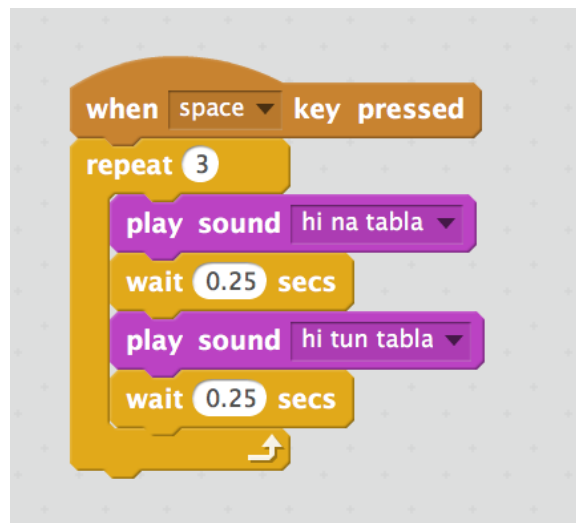 when space key pressed
repeat 3
play sound hi na tabla
wait 0.25 secs
play sound hi tun tabla
wait 0.25 secs